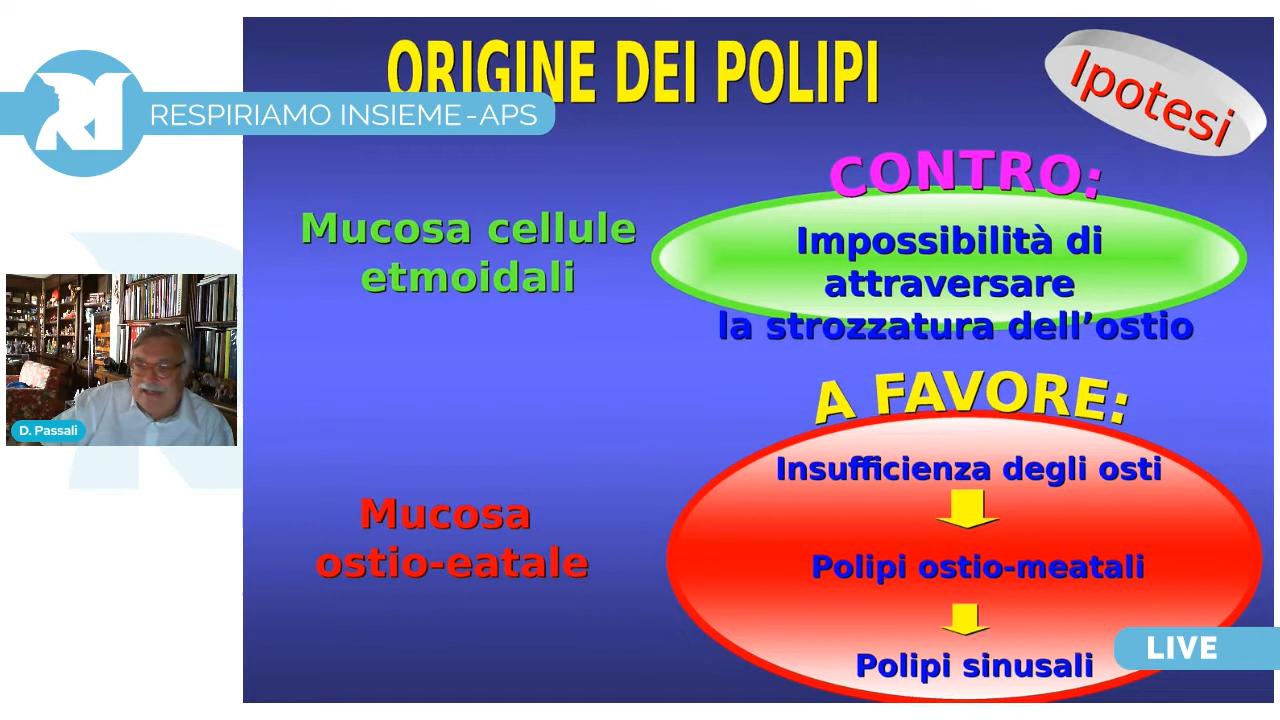 ORIGINE DEI POLIPI
Ipotesi
RESPIRIAMO INSIEME-APS
CONTRO:
Mucosa cellule
etmoidali
Impossibilità di
attraversare
la strozzatura dell’ostio
A FAVORE:
Mucosa
ostio-eatale
Insufficienza degli osti
Polipi ostio-meatali
Polipi sinusali
D. Passali
LIVE